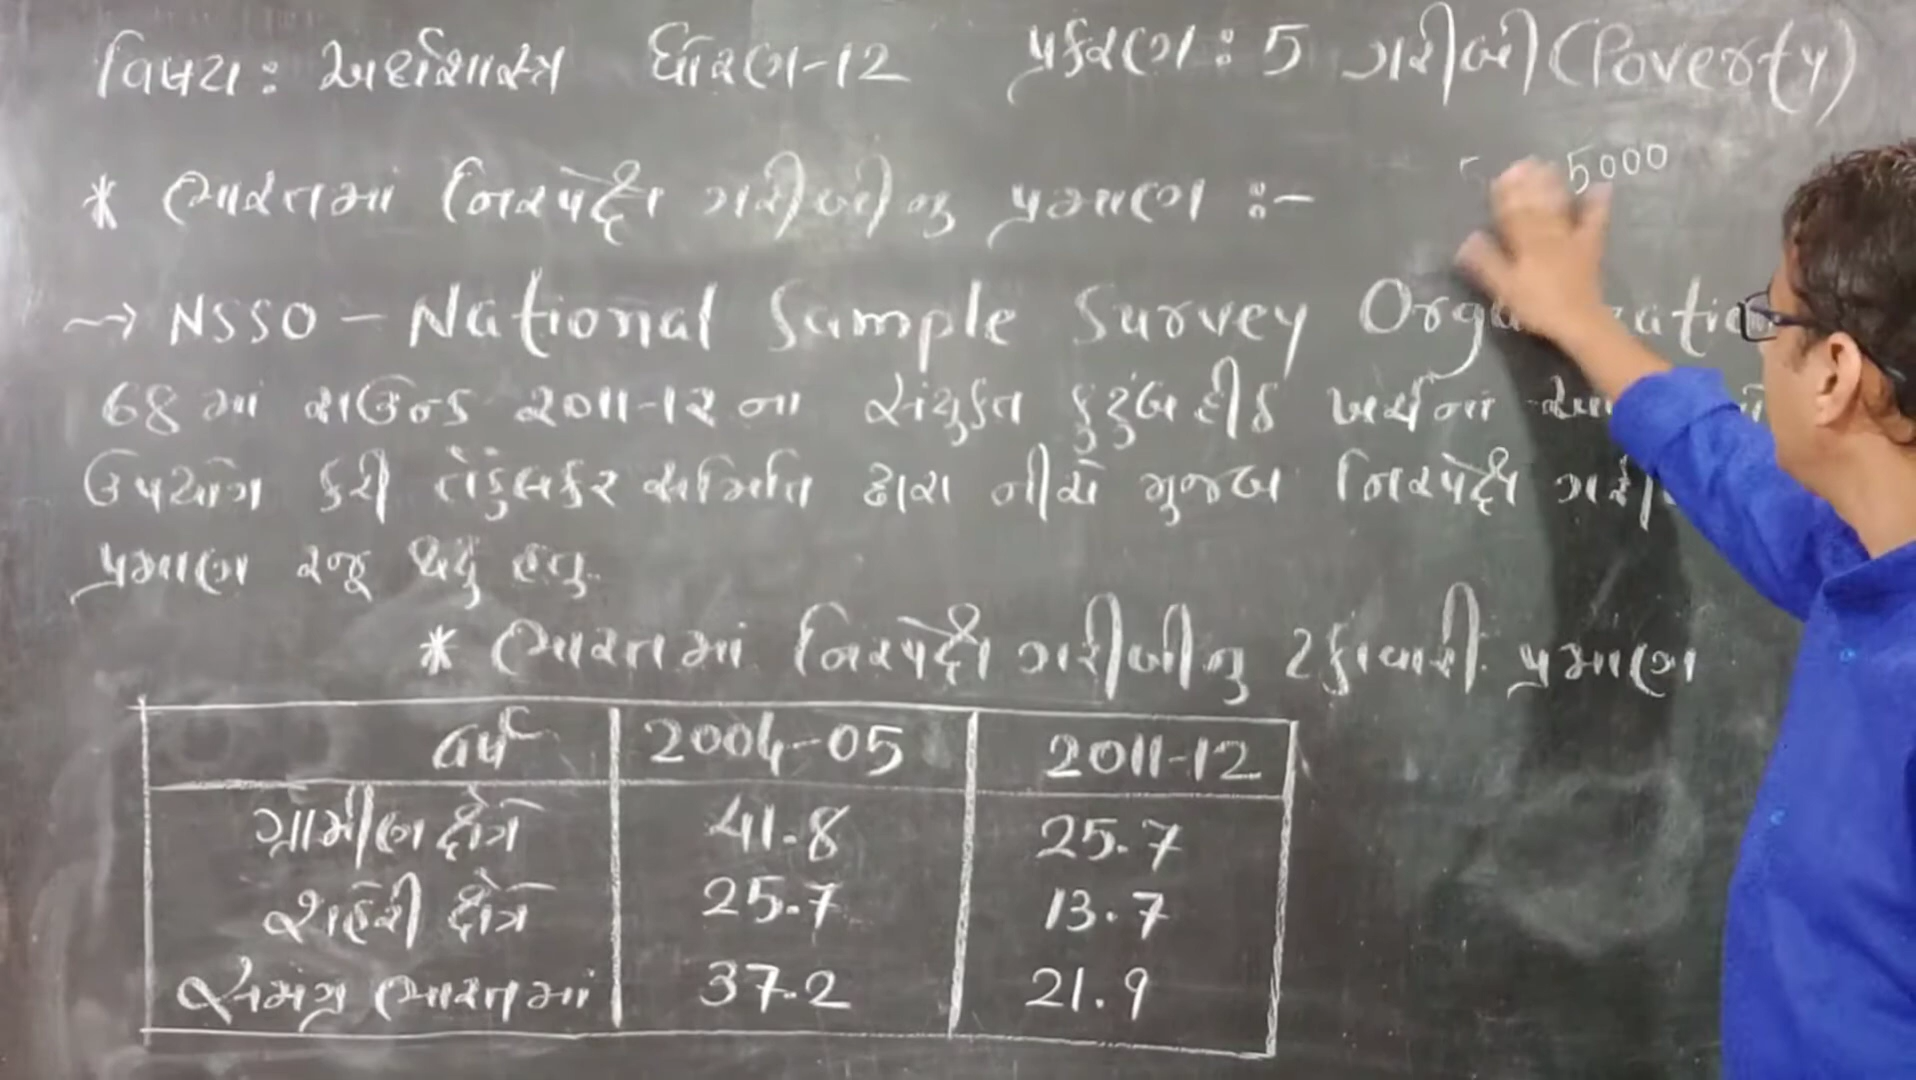 વિષય : અર્થશાસ્ત્ર ધોરણ-12 પ્રકરણ : 5 ગરીબી (Poverty)
5000
* ભારતમાં નિરપેક્ષ ગરીબીનુ પ્રમાણ :-
→ NSSO - National Sample Survey
68 માં રાઉન્ડ 2011-12 ના સંયુક્ત કુટુંબ દીઠ ખર્ચના
ઉપયોગ કરી તેંડુલકર સમિતિ દ્વારા નીચે મુજબ નિરપેક્ષ
પ્રમાણ રજૂ થયુ હતુ.
* ભારતમાં નિરપેક્ષ ગરીબીનુ ટકાવારી પ્રમાણ
વર્ષ 2004-05 2011-12
ગ્રામીણ ક્ષેત્રે 41.8 25.7
શહેરી ક્ષેત્રે 25.7 13.7
સમગ્ર ભારતમાં 37.2 21.9